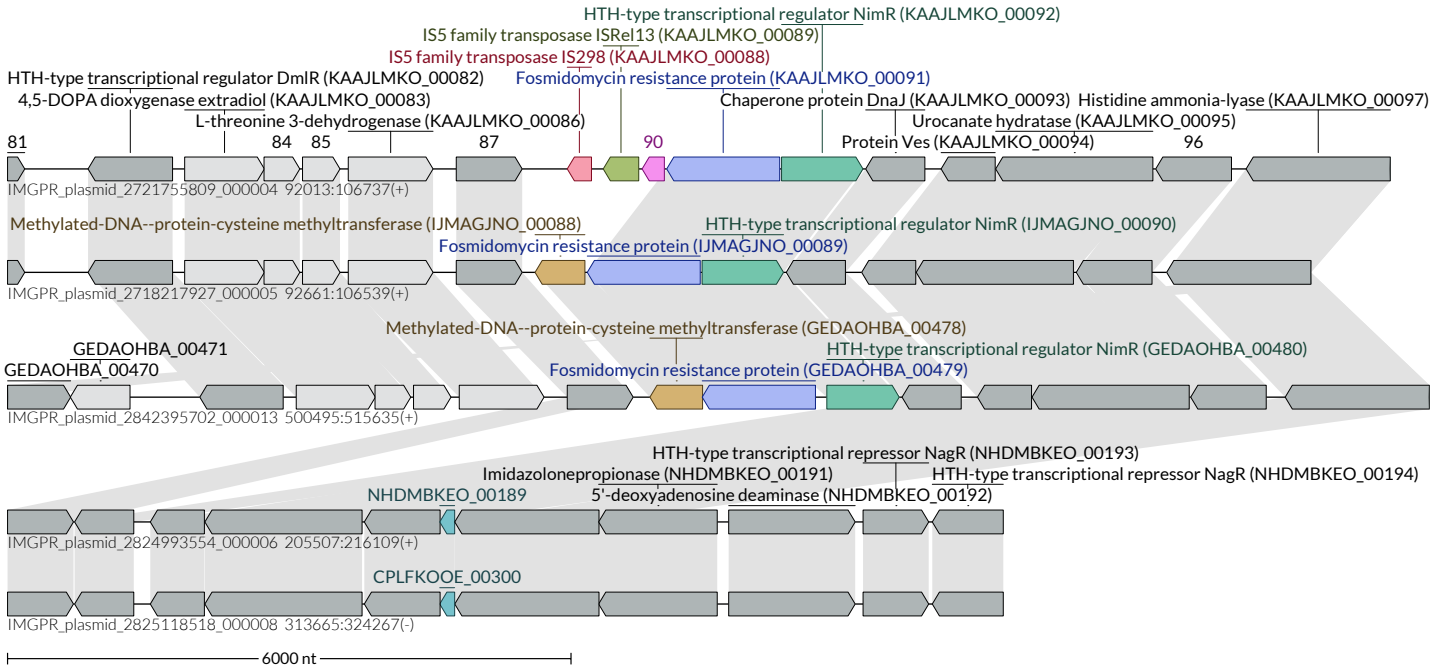 HTH-type transcriptional regulator NimR (KAAJLMKO_00092)
IS5 family transposase ISRel13 (KAAJLMKO_00089)
IS5 family transposase IS298 (KAAJLMKO_00088)
HTH-type transcriptional regulator DmlR (KAAJLMKO_00082) Fosmidomycin resistance protein (KAAJLMKO_00091)
4,5-DOPA dioxygenase extradiol (KAAJLMKO_00083) Chaperone protein DnaJ (KAAJLMKO_00093) Histidine ammonia-lyase (KAAJLMKO_00097)
L-threonine 3-dehydrogenase (KAAJLMKO_00086) Urocanate hydratase (KAAJLMKO_00095)
81 84 85 87 90 Protein Ves (KAAJLMKO_00094) 96
IMGPR_plasmid_2721755809_000004 92013:106737(+)
Methylated-DNA--protein-cysteine methyltransferase (IJMAGJNO_00088) HTH-type transcriptional regulator NimR (IJMAGJNO_00090)
Fosmidomycin resistance protein (IJMAGJNO_00089)
IMGPR_plasmid_2718217927_000005 92661:106539(+)
Methylated-DNA--protein-cysteine methyltransferase (GEDAOHBA_00478)
GEDAOHBA_00471 HTH-type transcriptional regulator NimR (GEDAOHBA_00480)
GEDAOHBA_00470 Fosmidomycin resistance protein (GEDAOHBA_00479)
IMGPR_plasmid_2842395702_000013 500495:515635(+)
HTH-type transcriptional repressor NagR (NHDMBKEO_00193)
Imidazolonepropionase (NHDMBKEO_00191) HTH-type transcriptional repressor NagR (NHDMBKEO_00194)
NHDMBKEO_00189 5'-deoxyadenosine deaminase (NHDMBKEO_00192)
IMGPR_plasmid_2824993554_000006 205507:216109(+)
CPLFKOOE_00300
IMGPR_plasmid_2825118518_000008 313665:324267(-)
6000 nt